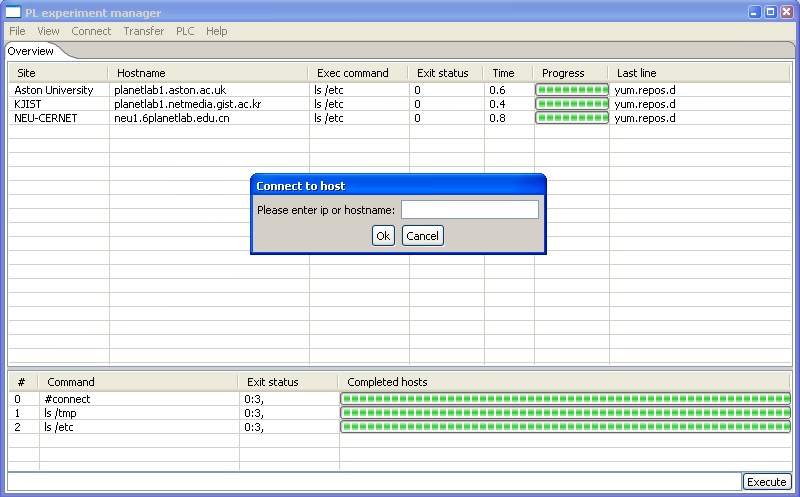 PL experiment manager
File View Connect Transfer PLC Help
Overview
Site Hostname Exec command Exit status Time Progress Last line
Aston University planetlab1.aston.ac.uk ls /etc 0 0.6 yum.repos.d
KJIST planetlab1.netmedia.gist.ac.kr ls /etc 0 0.4 yum.repos.d
NEU-CERNET neu1.6planetlab.edu.cn ls /etc 0 0.8 yum.repos.d
Connect to host
Please enter ip or hostname:
Ok Cancel
# Command Exit status Completed hosts
0 #connect 0:3,
1 ls /tmp 0:3,
2 ls /etc 0:3,
Execute